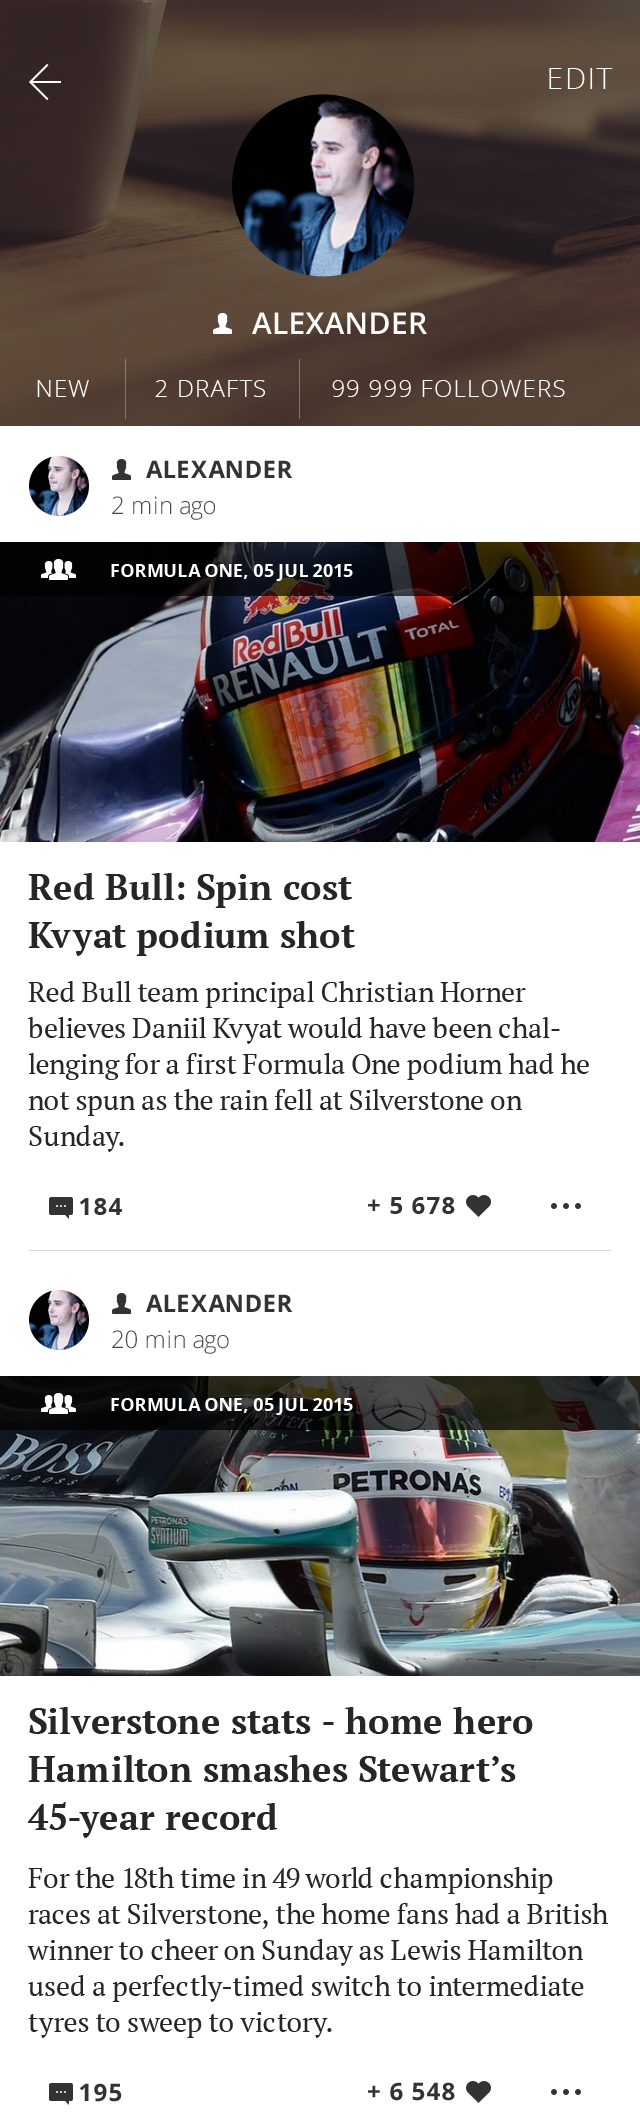 EDIT
ALEXANDER
NEW
2 DRAFTS
99 999 FOLLOWERS
ALEXANDER
2 min ago
FORMULA ONE, 05 JUL 2015
Red Bull
TOTAL
RENAULT
KVYAT
Red Bull: Spin cost
Kvyat podium shot
Red Bull team principal Christian Horner
believes Daniil Kvyat would have been chal-
lenging for a first Formula One podium had he
not spun as the rain fell at Silverstone on
Sunday.
184
+ 5 678
ALEXANDER
20 min ago
FORMULA ONE, 05 JUL 2015
BOSS
HUGO BOSS
PETRONAS
PETRONAS
SYNTIUM
Silverstone stats - home hero
Hamilton smashes Stewart’s
45-year record
For the 18th time in 49 world championship
races at Silverstone, the home fans had a British
winner to cheer on Sunday as Lewis Hamilton
used a perfectly-timed switch to intermediate
tyres to sweep to victory.
195
+ 6 548